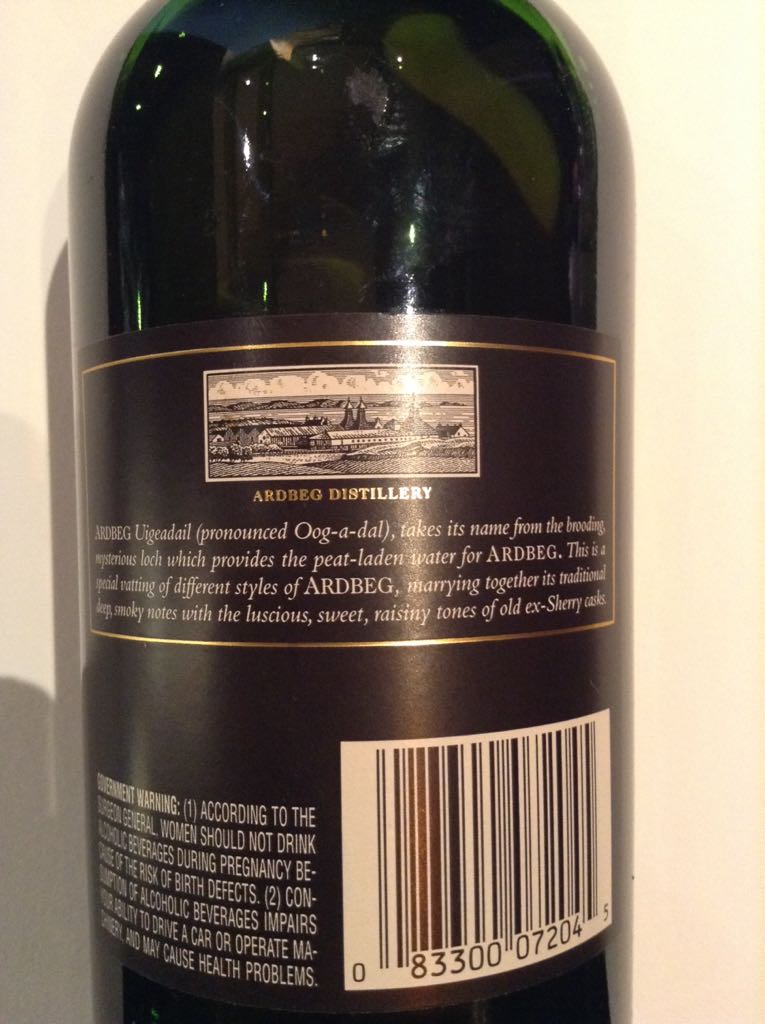 ARDBEG DISTILLERY
ARDBEG Uigeadail (pronounced Oog-a-dal), takes its name from the brooding,
mysterious loch which provides the peat-laden water for ARDBEG. This is a
special vatting of different styles of ARDBEG, marrying together its traditional
deep, smoky notes with the luscious, sweet, raisiny tones of old ex-Sherry casks.
GOVERNMENT WARNING: (1) ACCORDING TO THE
SURGEON GENERAL, WOMEN SHOULD NOT DRINK
ALCOHOLIC BEVERAGES DURING PREGNANCY BE-
CAUSE OF THE RISK OF BIRTH DEFECTS. (2) CON-
SUMPTION OF ALCOHOLIC BEVERAGES IMPAIRS
YOUR ABILITY TO DRIVE A CAR OR OPERATE MA-
CHINERY, AND MAY CAUSE HEALTH PROBLEMS.
0 83300 07204 5